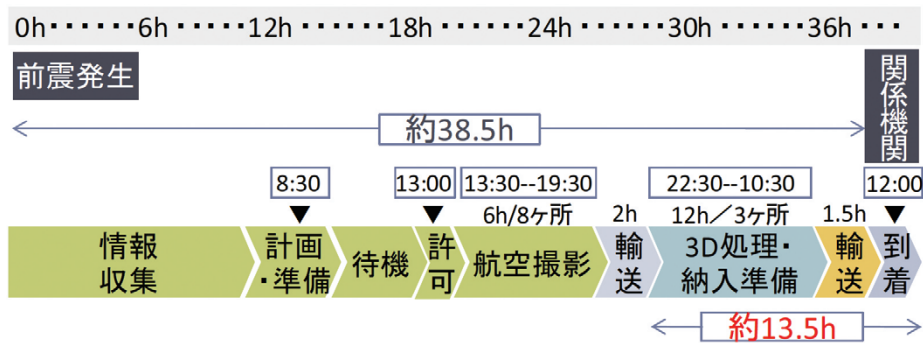 0h・・・・・・6h・・・・・・12h・・・・・・18h・・・・・・24h・・・・・・30h・・・・・・36h・・・
前震発生
関係機関
約38.5h
8:30
13:00
13:30--19:30
22:30--10:30
12:00
▼
▼
6h/8ヶ所
2h
12h／3ヶ所
1.5h
▼
情報
収集
計画
・準備
待機
許
可
航空撮影
輸
送
3D処理・
納入準備
輸
送
到
着
約13.5h